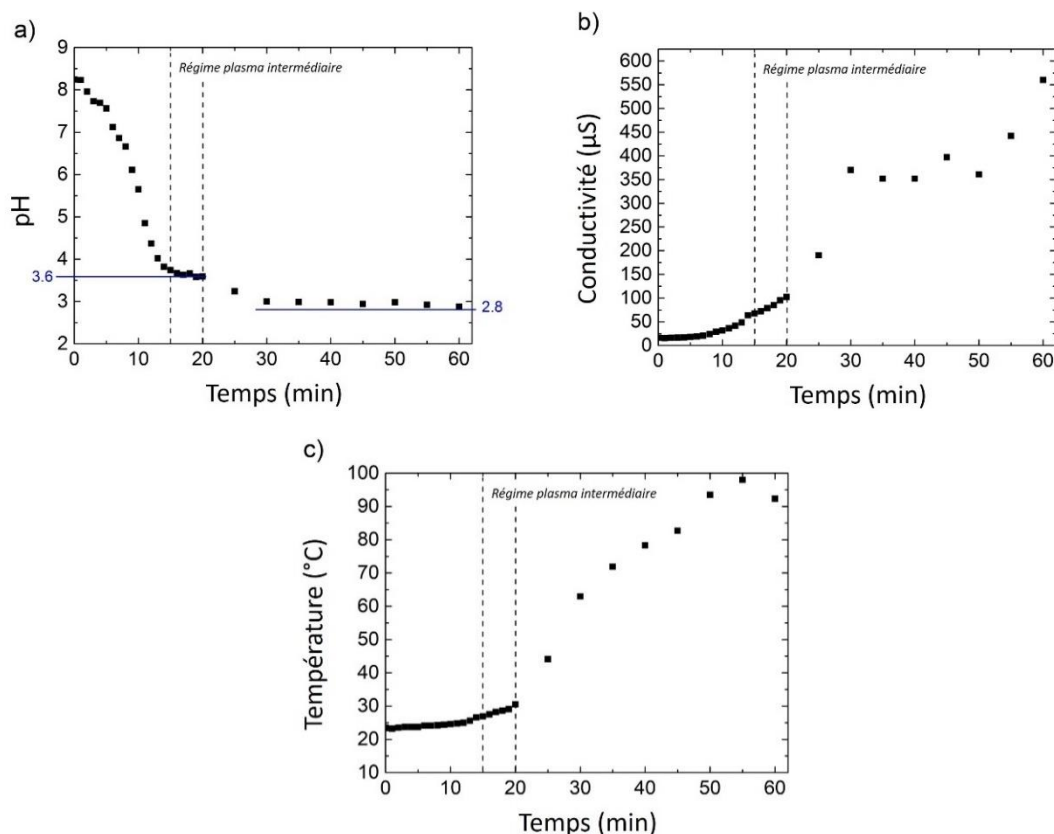 a)
9
8
7
6
5
4
3
2
pH
3.6
2.8
Régime plasma intermédiaire
0 10 20 30 40 50 60
Temps (min)
b)
600
550
500
450
400
350
300
250
200
150
100
50
0
Conductivité (µS)
Régime plasma intermédiaire
0 10 20 30 40 50 60
Temps (min)
c)
100
90
80
70
60
50
40
30
20
10
Température (°C)
Régime plasma intermédiaire
0 10 20 30 40 50 60
Temps (min)